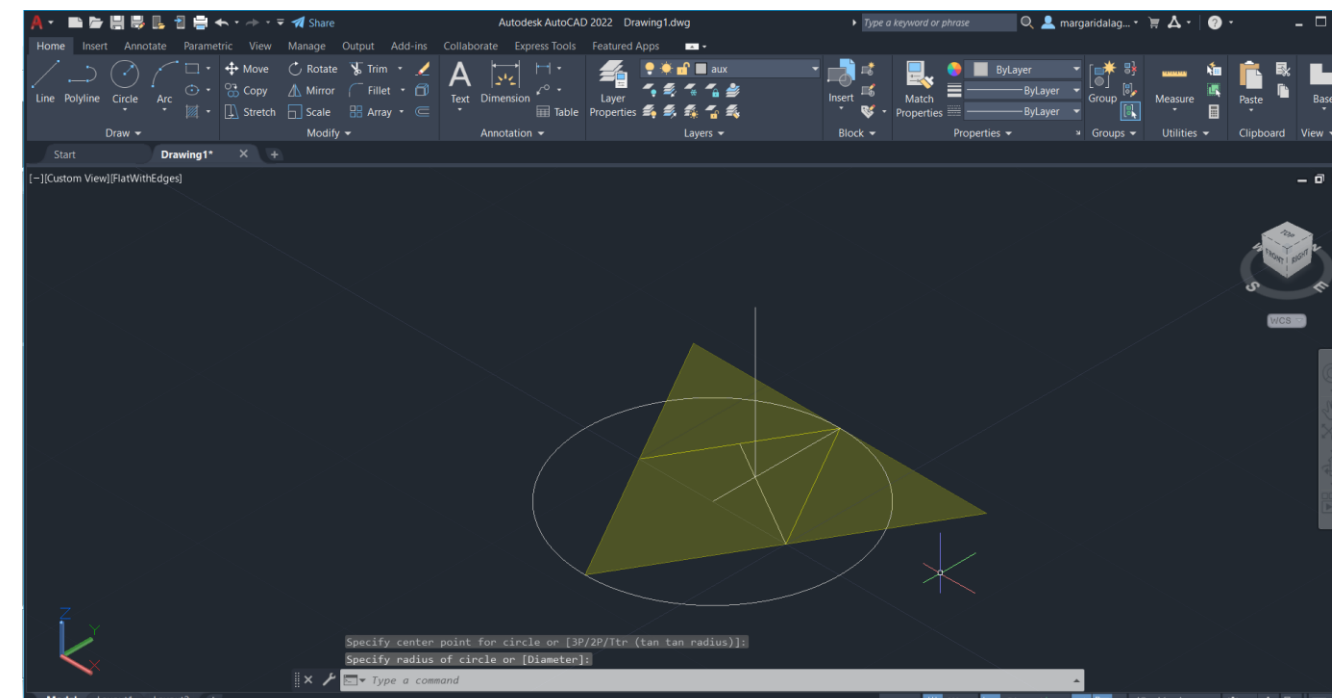 Share Autodesk AutoCAD 2022 Drawing1.dwg Type a keyword or phrase margaridalag...
Home Insert Annotate Parametric View Manage Output Add-ins Collaborate Express Tools Featured Apps
Move Rotate Trim aux ByLayer
Line Polyline Circle Arc Copy Mirror Fillet Text Dimension Layer Properties Insert Match Properties ByLayer Group Measure Paste Base
Stretch Scale Array Table ByLayer
Draw Modify Annotation Layers Block Properties Groups Utilities Clipboard View
Start Drawing1* +
[−][Custom View][FlatWithEdges]
TOP
FRONT RIGHT
W N
S E
WCS
Z
Y
X
Specify center point for circle or [3P/2P/Ttr (tan tan radius)]:
Specify radius of circle or [Diameter]:
Type a command